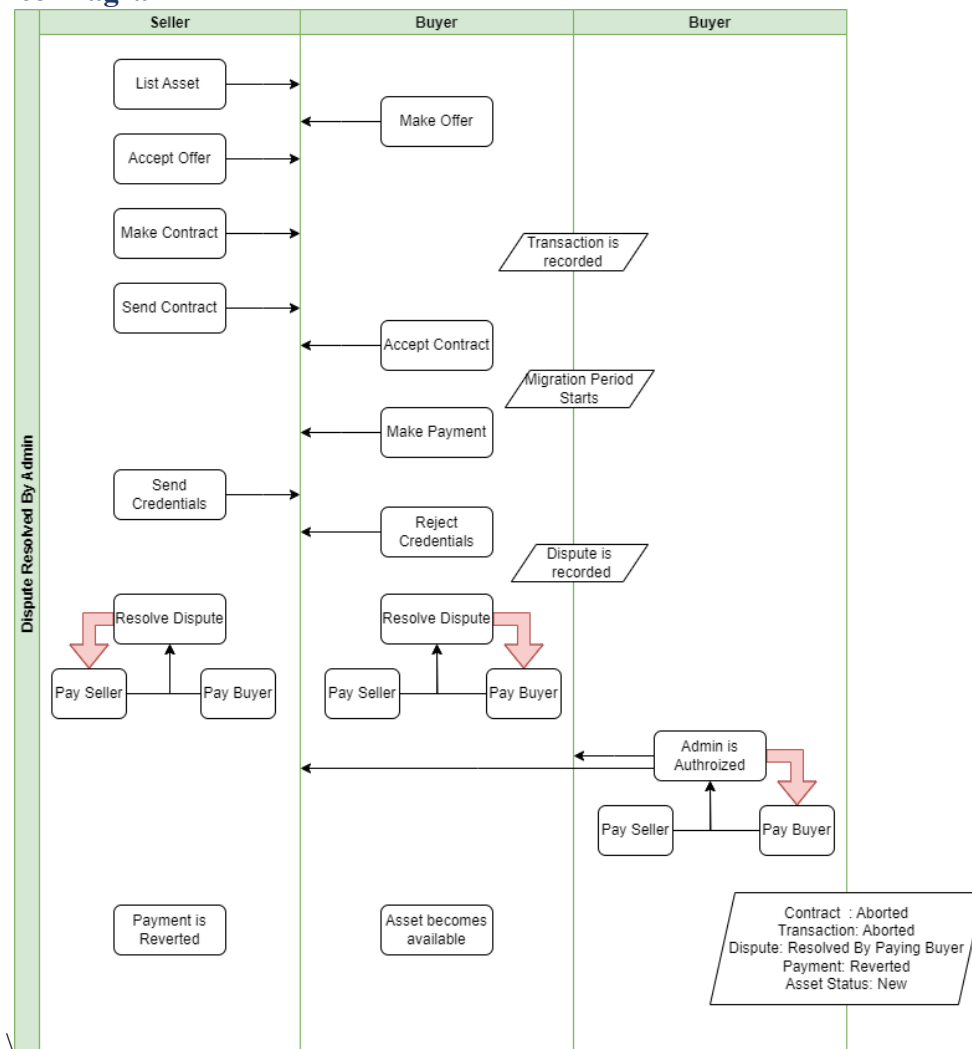 Seller
Buyer
Buyer
Dispute Resolved By Admin
List Asset
Make Offer
Accept Offer
Make Contract
Transaction is
recorded
Send Contract
Accept Contract
Migration Period
Starts
Make Payment
Send
Credentials
Reject
Credentials
Dispute is
recorded
Resolve Dispute
Resolve Dispute
Pay Seller
Pay Buyer
Pay Seller
Pay Buyer
Admin is
Authroized
Pay Seller
Pay Buyer
Payment is
Reverted
Asset becomes
available
Contract : Aborted
Transaction: Aborted
Dispute: Resolved By Paying Buyer
Payment: Reverted
Asset Status: New
\